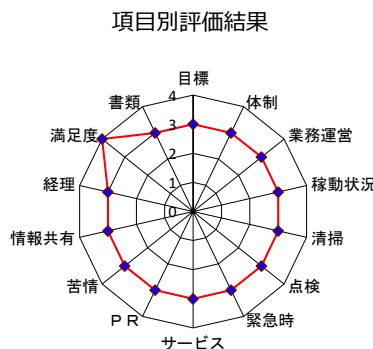 項目別評価結果
目標
体制
業務運営
稼動状況
清掃
点検
緊急時
サービス
ＰＲ
苦情
情報共有
経理
満足度
書類
4
3
2
1
0